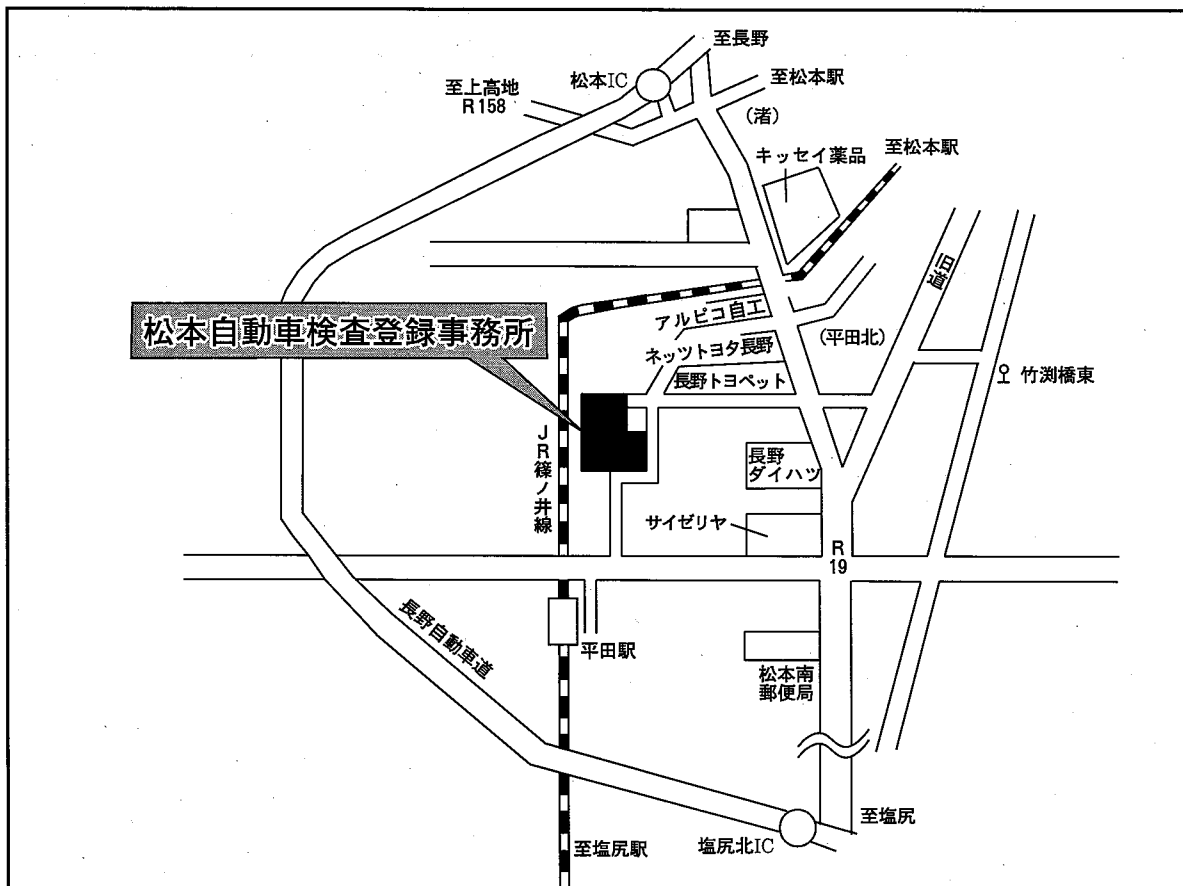 至長野
松本IC
至松本駅
至上高地
R158
(渚)
キッセイ薬品
至松本駅
旧道
アルピコ自工
松本自動車検査登録事務所
ネッツトヨタ長野
(平田北)
長野トヨペット
竹渕橋東
JR篠ノ井線
長野
ダイハツ
サイゼリヤ
R
19
長野自動車道
平田駅
松本南
郵便局
至塩尻
至塩尻駅
塩尻北IC